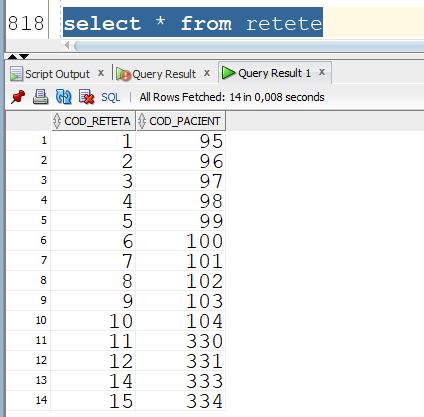 818 select * from retete
Script Output x Query Result x Query Result 1 x
SQL | All Rows Fetched: 14 in 0,008 seconds
COD_RETETA COD_PACIENT
1 1 95
2 2 96
3 3 97
4 4 98
5 5 99
6 6 100
7 7 101
8 8 102
9 9 103
10 10 104
11 11 330
12 12 331
13 14 333
14 15 334